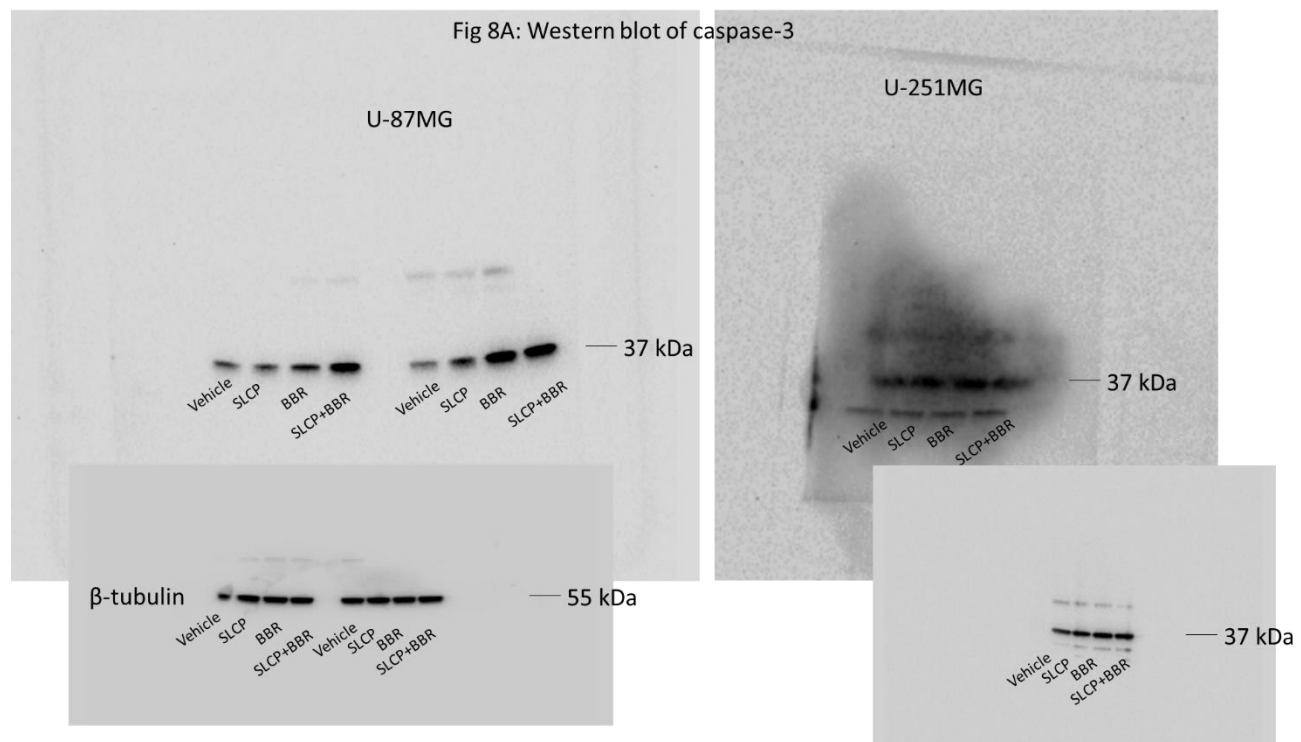 Fig 8A: Western blot of caspase-3
U-87MG
37 kDa
Vehicle
SLCP
BBR
SLCP+BBR
Vehicle
SLCP
BBR
SLCP+BBR
β-tubulin
55 kDa
Vehicle
SLCP
BBR
SLCP+BBR
Vehicle
SLCP
BBR
SLCP+BBR
U-251MG
37 kDa
Vehicle
SLCP
BBR
SLCP+BBR
37 kDa
Vehicle
SLCP
BBR
SLCP+BBR